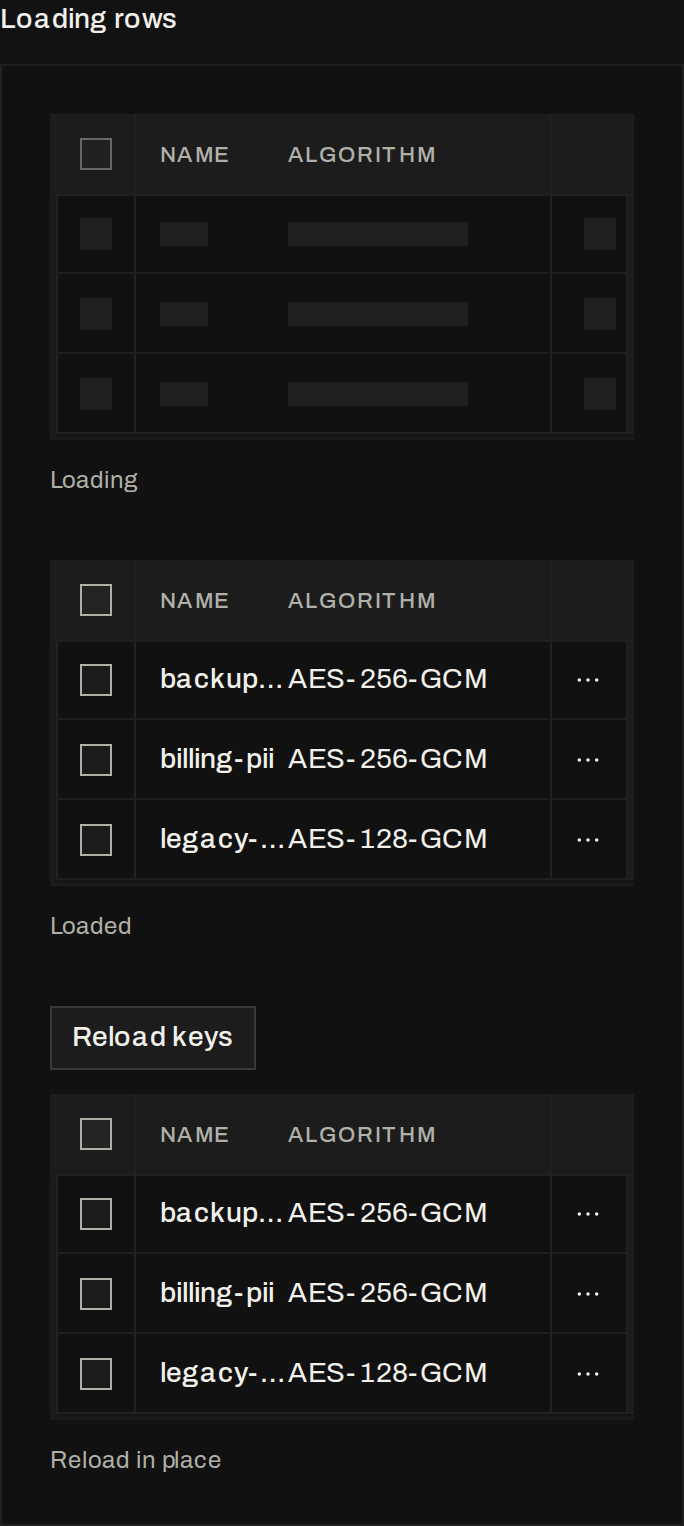 Loading rows
NAME ALGORITHM
Loading
NAME ALGORITHM
backup... AES-256-GCM ...
billing-pii AES-256-GCM ...
legacy-... AES-128-GCM ...
Loaded
Reload keys
NAME ALGORITHM
backup... AES-256-GCM ...
billing-pii AES-256-GCM ...
legacy-... AES-128-GCM ...
Reload in place